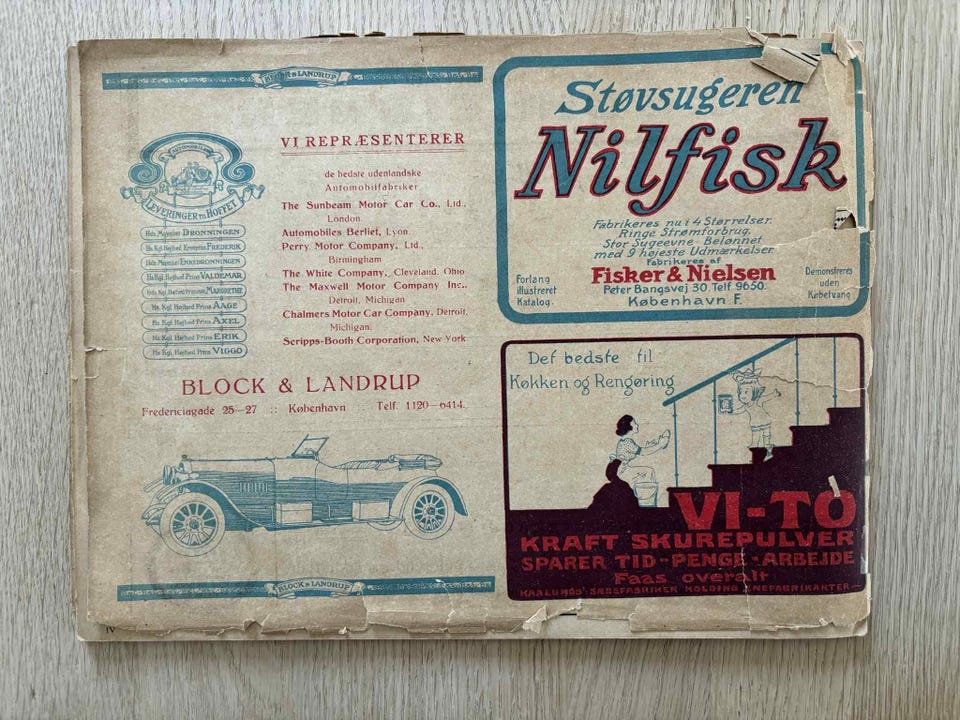 BLOCK & LANDRUP
AUTOMOBILER
LEVERINGER TIL HOFFET
Hds. Majestæt DRONNINGEN
Hs. Kgl. Højhed Kronprins FREDERIK
Hds. Majestæt ENKEDRONNINGEN
Hs. Kgl. Højhed Prins VALDEMAR
Hds. Kgl. Højhed Prinsesse MARGRETHE
Hs. Kgl. Højhed Prins AAGE
Hs. Kgl. Højhed Prins AXEL
Hs. Kgl. Højhed Prins ERIK
Hs. Kgl. Højhed Prins VIGGO
VI REPRÆSENTERER
de bedste udenlandske
Automobilfabriker
The Sunbeam Motor Car Co., Ltd.,
London.
Automobiles Berliet, Lyon.
Perry Motor Company, Ltd.,
Birmingham
The White Company, Cleveland, Ohio
The Maxwell Motor Company Inc.,
Detroit, Michigan
Chalmers Motor Car Company, Detroit,
Michigan.
Scripps-Booth Corporation, New York
BLOCK & LANDRUP
Fredericiagade 25—27 :: København :: Telf. 1120—6414.
BLOCK & LANDRUP
IV
Støvsugeren
Nilfisk
Fabrikeres nu i 4 Størrelser.
Ringe Strømforbrug.
Stor Sugeevne - Belønnet
med 9 højeste Udmærkelser
Fabrikeres af
Fisker & Nielsen
Peter Bangsvej 30. Telf 9650.
København F.
Forlang
illustreret
Katalog.
Demonstreres
uden
Købetvang
Det bedste til
Køkken og Rengøring
VI-TO
KRAFT SKUREPULVER
SPARER TID - PENGE - ARBEJDE
Faas overalt
SÆBEFABRIKER KOLDING ENEFABRIKANTER